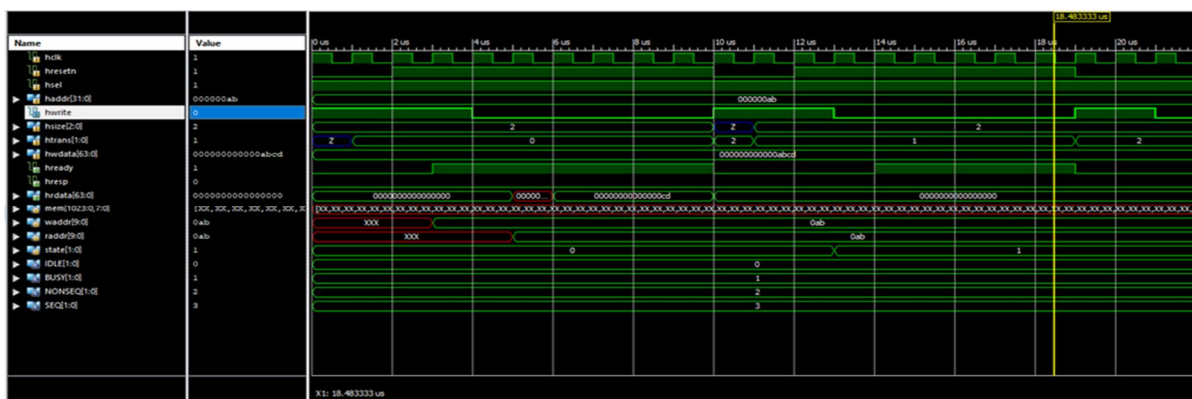 18.483333 us
Name Value 0 us 2 us 4 us 6 us 8 us 10 us 12 us 14 us 16 us 18 us 20 us
hclk 1
hresetn 1
hsel 1
haddr[31:0] 000000ab 000000ab
hwrite 0
hsize[2:0] 2 2 Z 2
htrans[1:0] 1 Z 0 2 1 2
hwdata[63:0] 000000000000abcd 000000000000abcd
hready 1
hresp 0
hrdata[63:0] 0000000000000000 0000000000000000 00000... 00000000000000cd 0000000000000000
mem[1023:0,7:0] [XX,XX,XX,XX,XX,XX,X
waddr[9:0] 0ab XXX 0ab
raddr[9:0] 0ab XXX 0ab
state[1:0] 1 0 1
IDLE[1:0] 0 0
BUSY[1:0] 1 1
NONSEQ[1:0] 2 2
SEQ[1:0] 3 3
X1: 18.483333 us